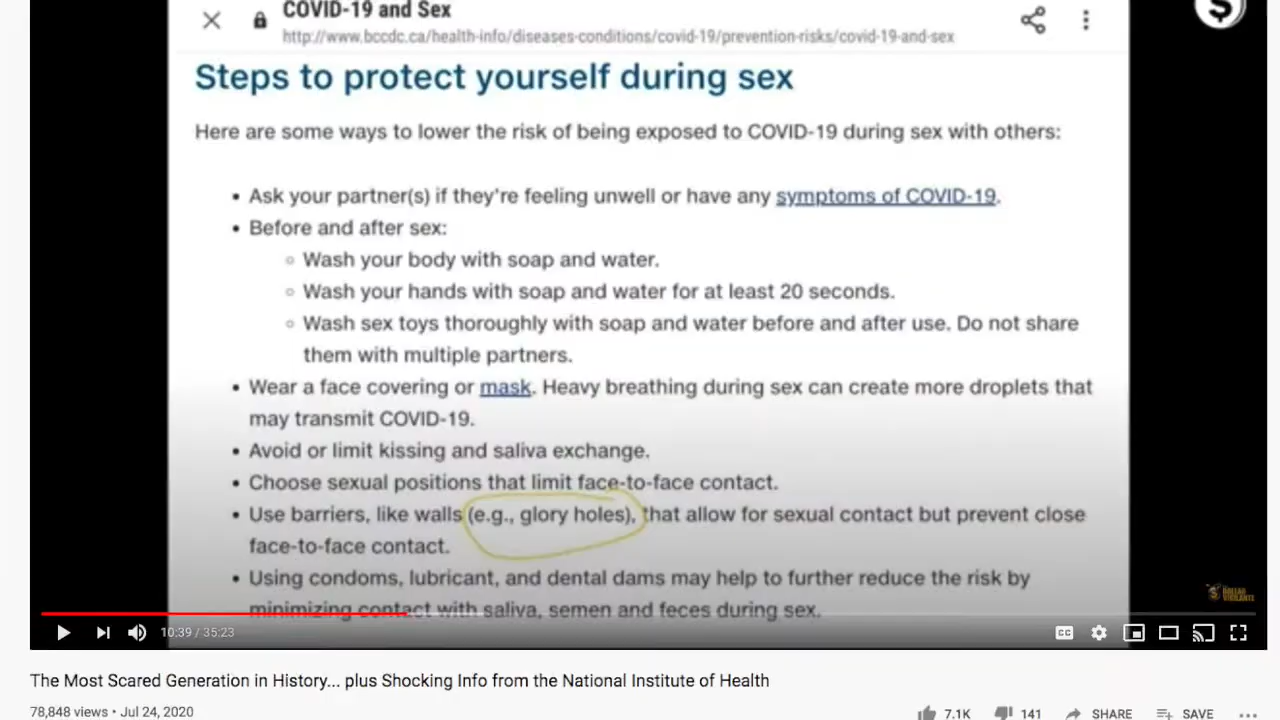 COVID-19 and Sex
http://www.bccdc.ca/health-info/diseases-conditions/covid-19/prevention-risks/covid-19-and-sex
Steps to protect yourself during sex
Here are some ways to lower the risk of being exposed to COVID-19 during sex with others:
• Ask your partner(s) if they're feeling unwell or have any symptoms of COVID-19.
• Before and after sex:
○ Wash your body with soap and water.
○ Wash your hands with soap and water for at least 20 seconds.
○ Wash sex toys thoroughly with soap and water before and after use. Do not share
them with multiple partners.
• Wear a face covering or mask. Heavy breathing during sex can create more droplets that
may transmit COVID-19.
• Avoid or limit kissing and saliva exchange.
• Choose sexual positions that limit face-to-face contact.
• Use barriers, like walls (e.g., glory holes), that allow for sexual contact but prevent close
face-to-face contact.
• Using condoms, lubricant, and dental dams may help to further reduce the risk by
minimizing contact with saliva, semen and feces during sex.
$ THE DOLLAR
VIGILANTE
10:39 / 35:23
CC
The Most Scared Generation in History... plus Shocking Info from the National Institute of Health
78,848 views • Jul 24, 2020
7.1K 141 SHARE SAVE